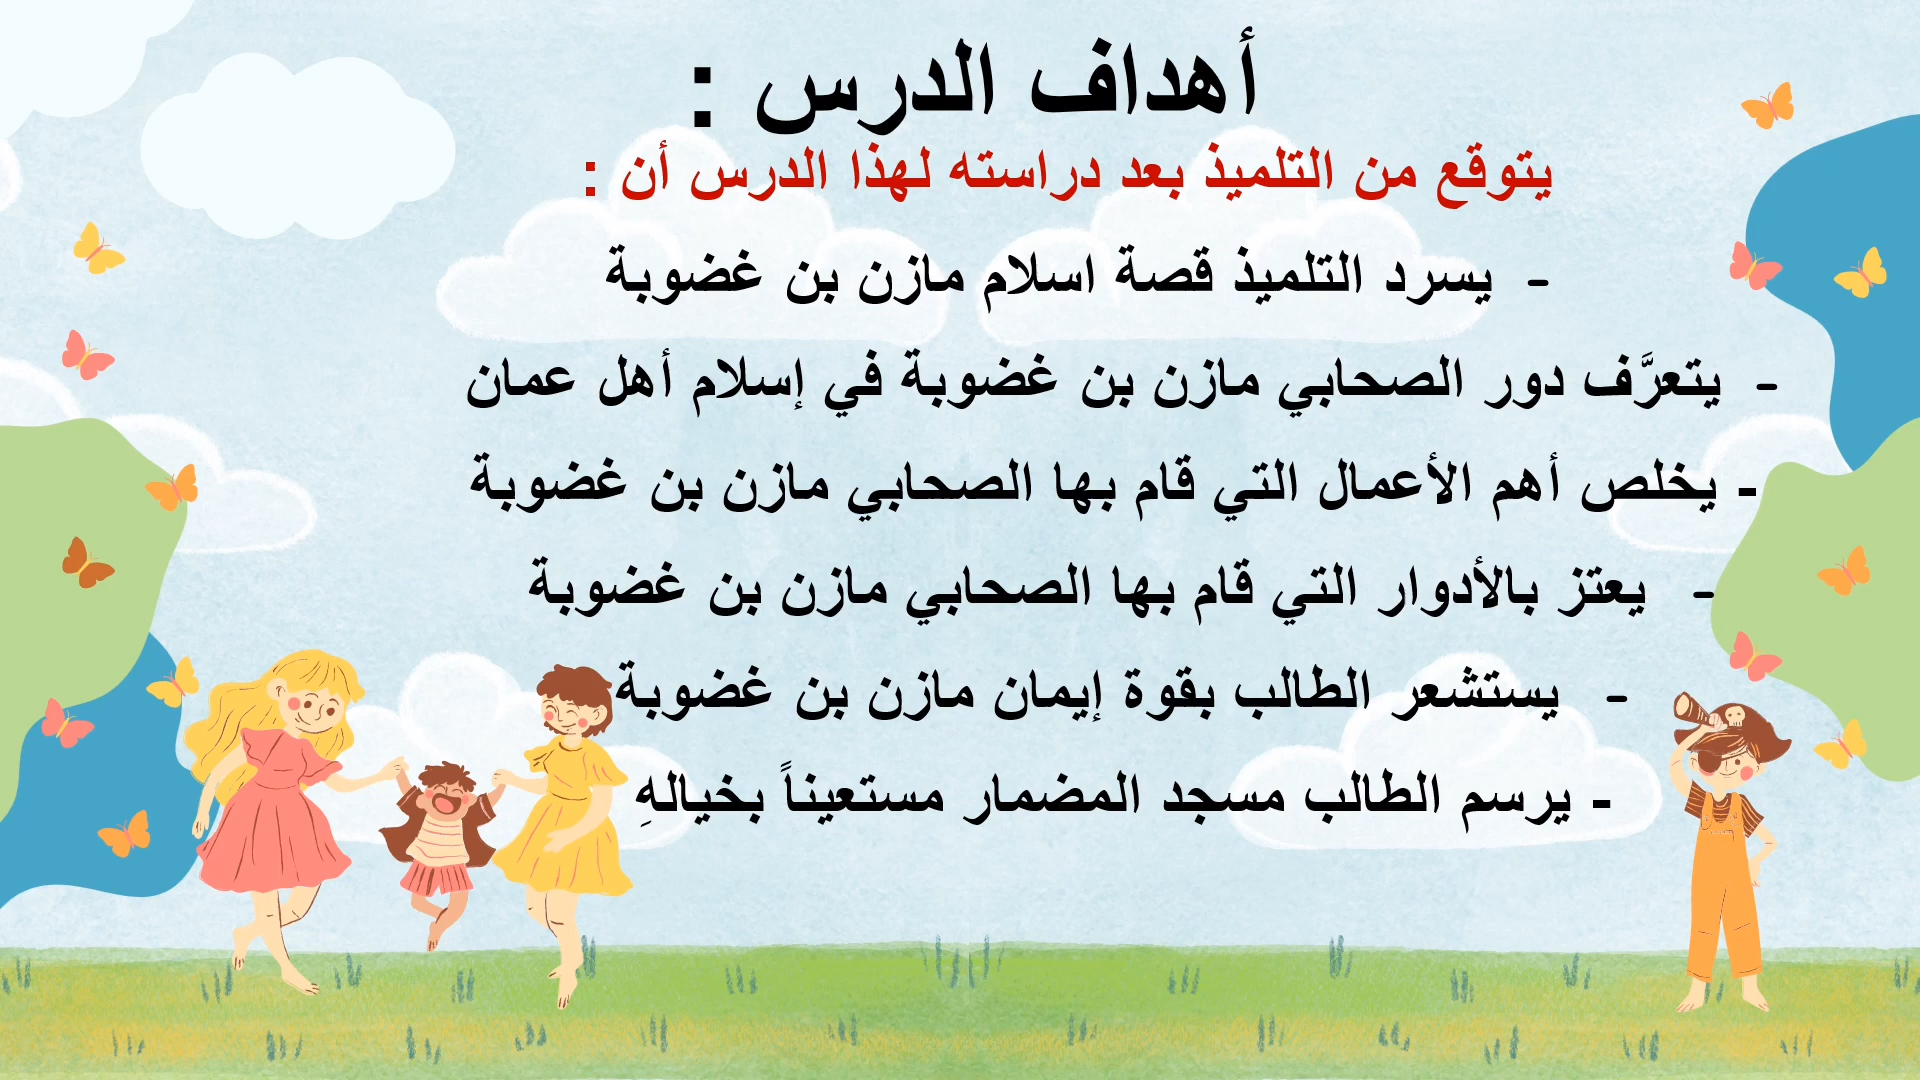 أهداف الدرس :
يتوقع من التلميذ بعد دراسته لهذا الدرس أن :
- يسرد التلميذ قصة اسلام مازن بن غضوبة
- يتعرَّف دور الصحابي مازن بن غضوبة في إسلام أهل عمان
- يخلص أهم الأعمال التي قام بها الصحابي مازن بن غضوبة
- يعتز بالأدوار التي قام بها الصحابي مازن بن غضوبة
- يستشعر الطالب بقوة إيمان مازن بن غضوبة
- يرسم الطالب مسجد المضمار مستعيناً بخيالهِ